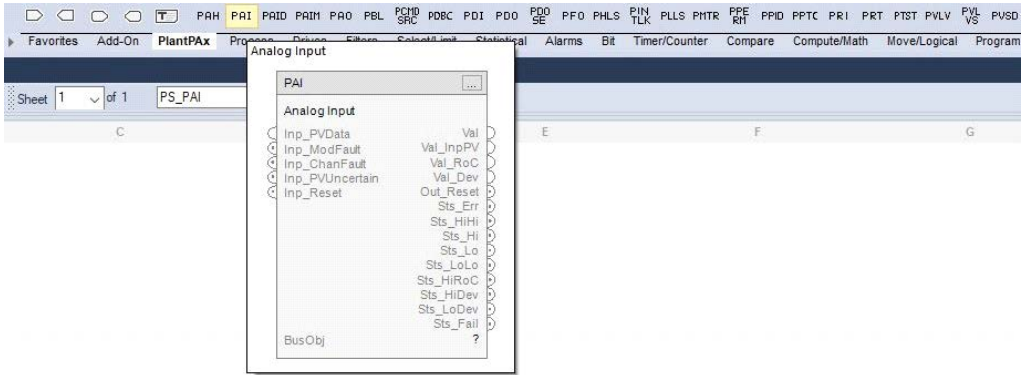 T PAH PAI PAID PAIM PAO PBL PCMD SRC PDBC PDI PDO PDO SE PFO PHLS PIN TLK PLLS PMTR PPE RM PPID PPTC PRI PRT PTST PVLV PVL VS PVSD
Favorites Add-On PlantPAx Process Drives Filters Select/Limit Statistical Alarms Bit Timer/Counter Compare Compute/Math Move/Logical Program
Analog Input
PAI ...
Sheet 1 of 1 PS_PAI
Analog Input
C E F G
Inp_PVData Val
Inp_ModFault Val_InpPV
Inp_ChanFault Val_RoC
Inp_PVUncertain Val_Dev
Inp_Reset Out_Reset
Sts_Err
Sts_HiHi
Sts_Hi
Sts_Lo
Sts_LoLo
Sts_HiRoC
Sts_HiDev
Sts_LoDev
Sts_Fail
BusObj ?